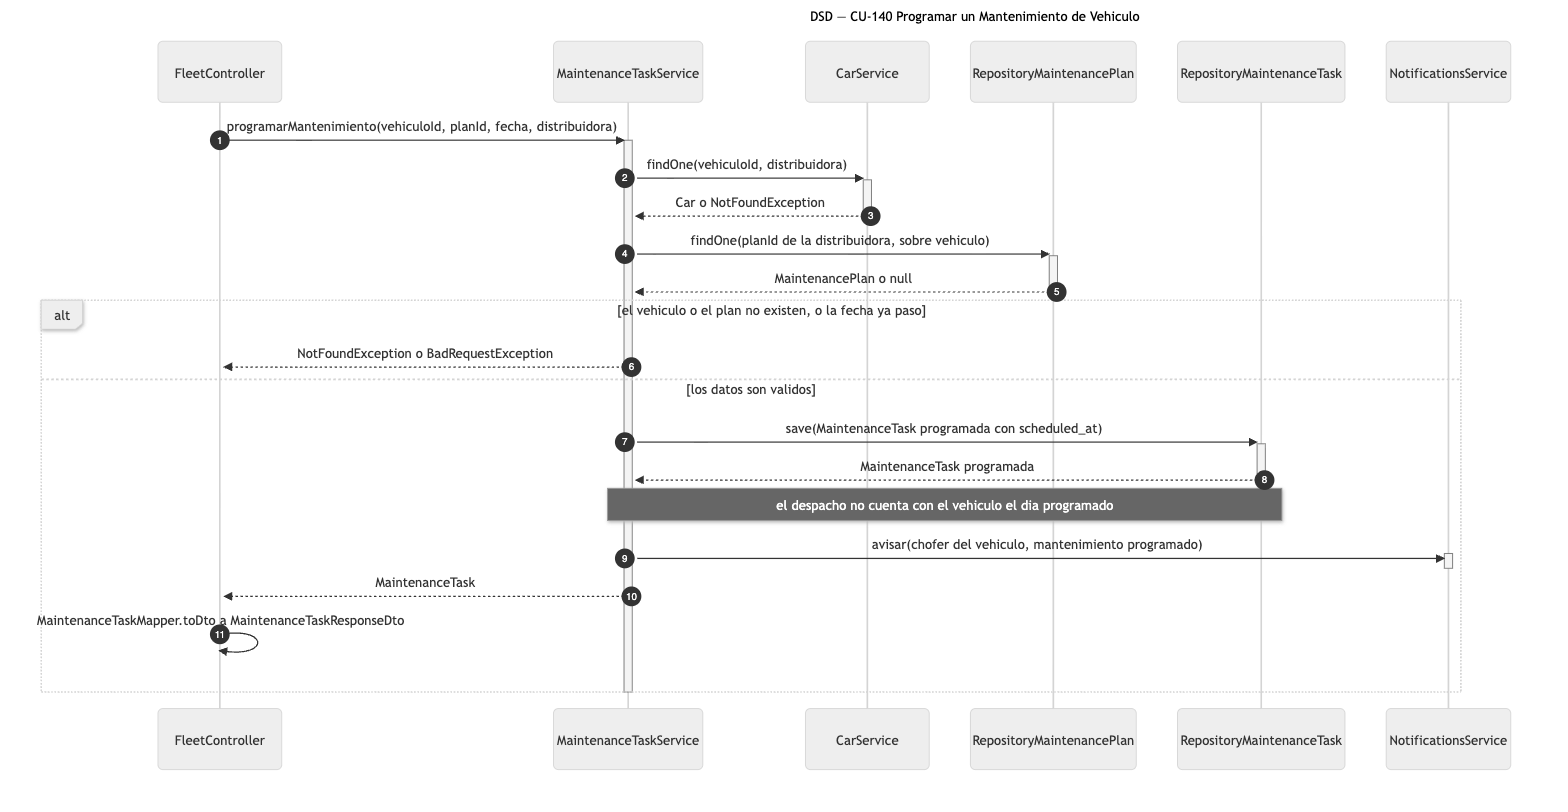 DSD — CU-140 Programar un Mantenimiento de Vehiculo
FleetController
MaintenanceTaskService
CarService
RepositoryMaintenancePlan
RepositoryMaintenanceTask
NotificationsService
programarMantenimiento(vehiculoId, planId, fecha, distribuidora)
1
findOne(vehiculoId, distribuidora)
2
Car o NotFoundException
3
findOne(planId de la distribuidora, sobre vehiculo)
4
MaintenancePlan o null
5
alt
[el vehiculo o el plan no existen, o la fecha ya paso]
NotFoundException o BadRequestException
6
[los datos son validos]
save(MaintenanceTask programada con scheduled_at)
7
MaintenanceTask programada
8
el despacho no cuenta con el vehiculo el dia programado
avisar(chofer del vehiculo, mantenimiento programado)
9
MaintenanceTask
10
MaintenanceTaskMapper.toDto a MaintenanceTaskResponseDto
11
FleetController
MaintenanceTaskService
CarService
RepositoryMaintenancePlan
RepositoryMaintenanceTask
NotificationsService